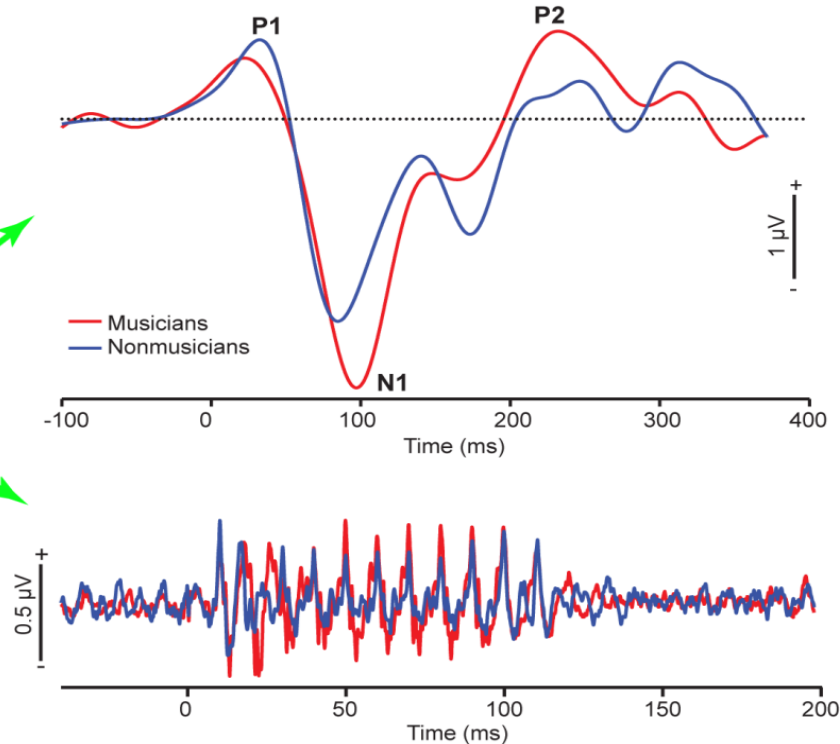 P1
P2
+
1 µV
-
Musicians
Nonmusicians
N1
-100 0 100 200 300 400
Time (ms)
+
0.5 µV
-
0 50 100 150 200
Time (ms)